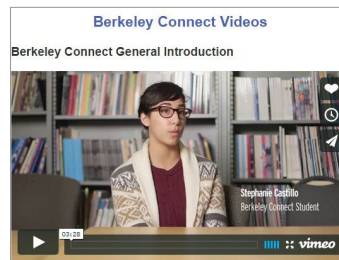 Berkeley Connect Videos
Berkeley Connect General Introduction
Stephanie Castillo
Berkeley Connect Student
03:28
vimeo